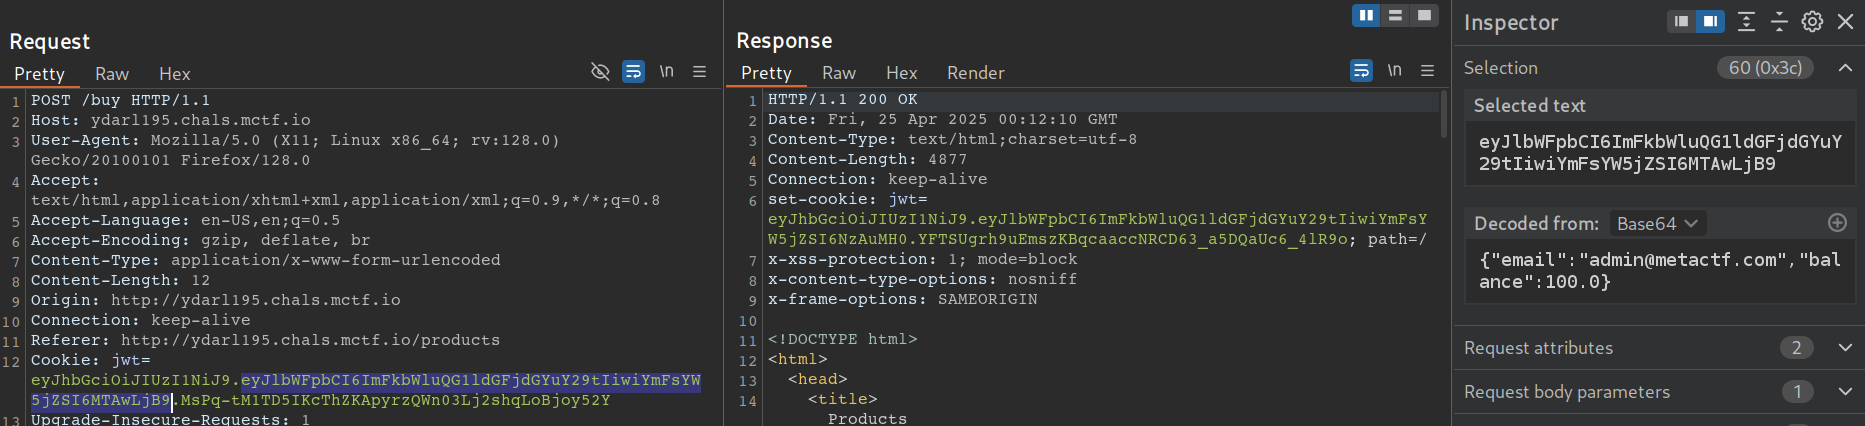 Request
Pretty Raw Hex
\n
1 POST /buy HTTP/1.1
2 Host: ydarl195.chals.mctf.io
3 User-Agent: Mozilla/5.0 (X11; Linux x86_64; rv:128.0)
Gecko/20100101 Firefox/128.0
4 Accept:
text/html,application/xhtml+xml,application/xml;q=0.9,*/*;q=0.8
5 Accept-Language: en-US,en;q=0.5
6 Accept-Encoding: gzip, deflate, br
7 Content-Type: application/x-www-form-urlencoded
8 Content-Length: 12
9 Origin: http://ydarl195.chals.mctf.io
10 Connection: keep-alive
11 Referer: http://ydarl195.chals.mctf.io/products
12 Cookie: jwt=
eyJhbGciOiJIUzI1NiJ9.eyJlbWFpbCI6ImFkbWluQG1ldGFjdGYuY29tIiwiYmFsYW
5jZSI6MTAwLjB9.MsPq-tM1TD5IKcThZKApyrzQWn03Lj2shqLoBjoy52Y
13 Upgrade-Insecure-Requests: 1
Response
Pretty Raw Hex Render
\n
1 HTTP/1.1 200 OK
2 Date: Fri, 25 Apr 2025 00:12:10 GMT
3 Content-Type: text/html;charset=utf-8
4 Content-Length: 4877
5 Connection: keep-alive
6 set-cookie: jwt=
eyJhbGciOiJIUzI1NiJ9.eyJlbWFpbCI6ImFkbWluQG1ldGFjdGYuY29tIiwiYmFsY
W5jZSI6NzAuMH0.YFTSUgrh9uEmszKBqcaaccNRCD63_a5DQaUc6_4lR9o; path=/
7 x-xss-protection: 1; mode=block
8 x-content-type-options: nosniff
9 x-frame-options: SAMEORIGIN
10
11 <!DOCTYPE html>
12 <html>
13 <head>
14 <title>
Products
Inspector
Selection 60 (0x3c)
Selected text
eyJlbWFpbCI6ImFkbWluQG1ldGFjdGYuY
29tIiwiYmFsYW5jZSI6MTAwLjB9
Decoded from: Base64
{"email":"admin@metactf.com","bal
ance":100.0}
Request attributes 2
Request body parameters 1